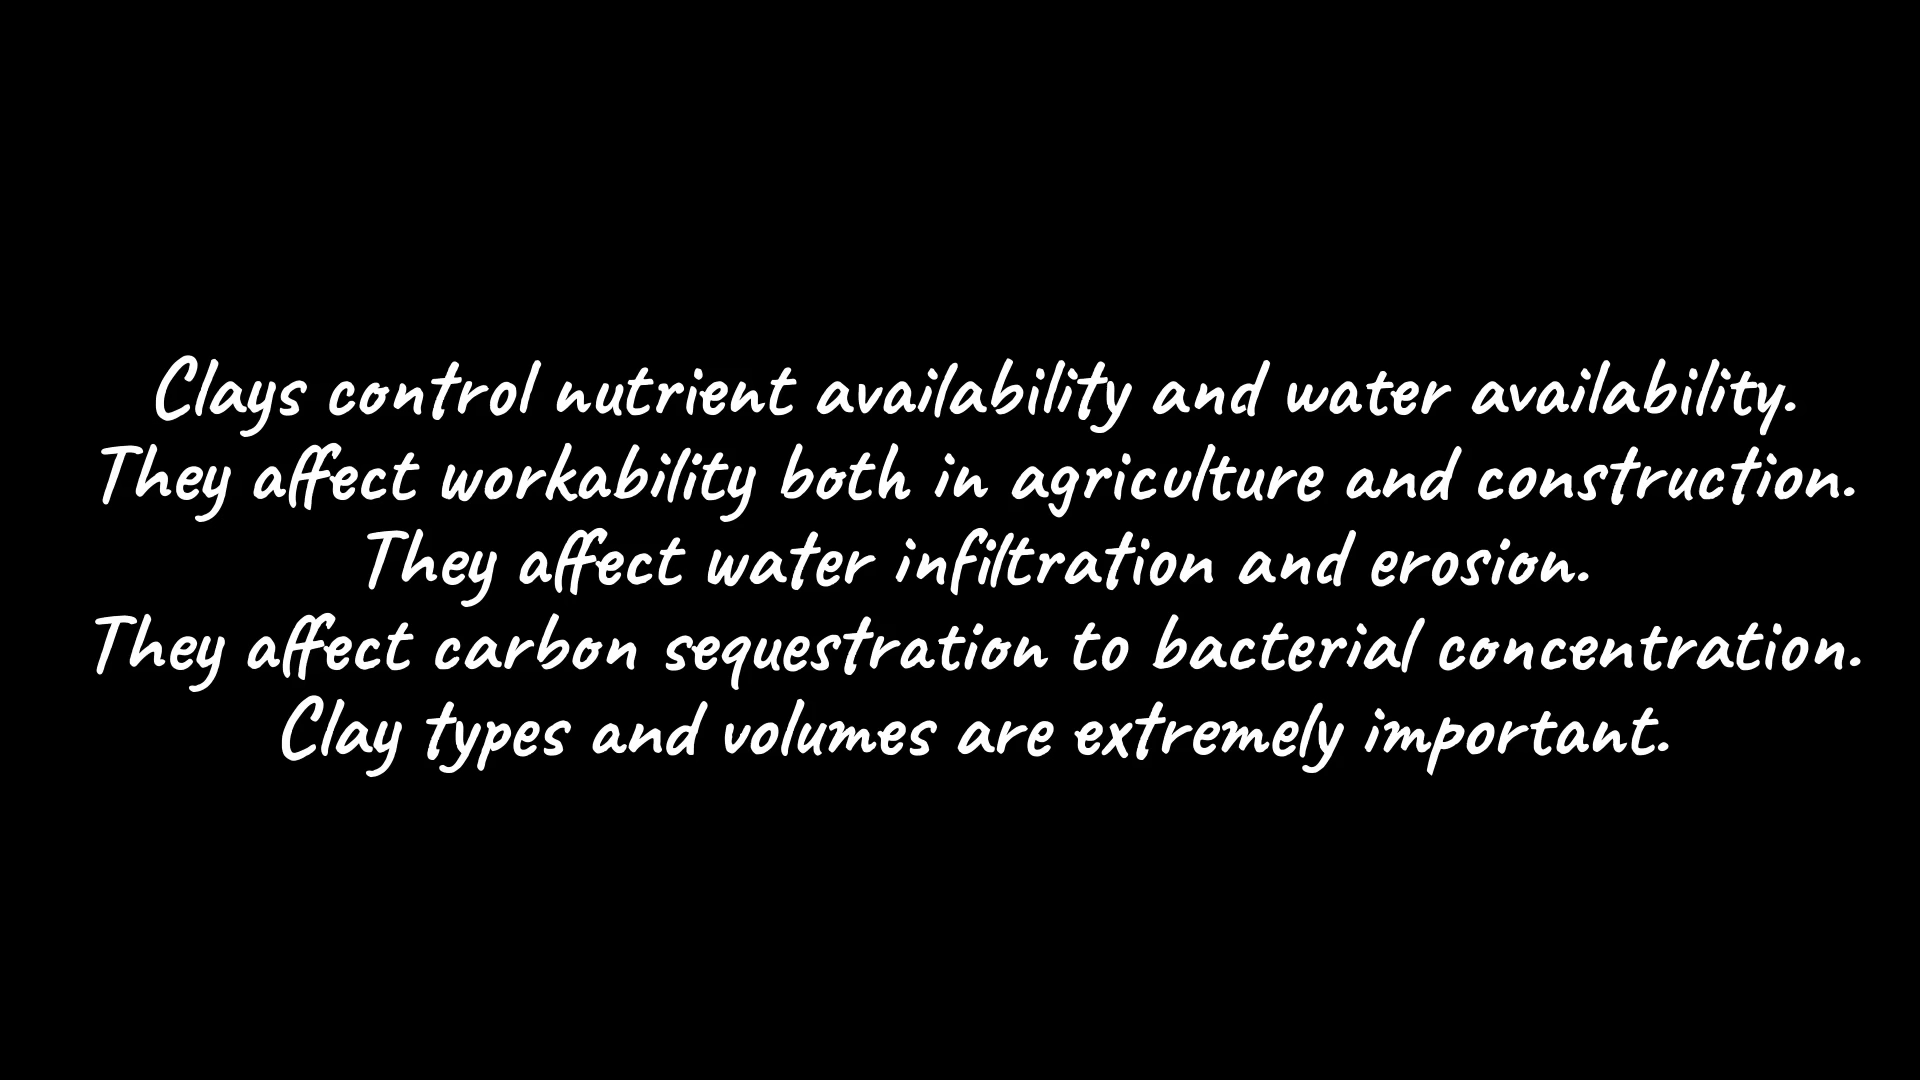 Clays control nutrient availability and water availability.
They affect workability both in agriculture and construction.
They affect water infiltration and erosion.
They affect carbon sequestration to bacterial concentration.
Clay types and volumes are extremely important.